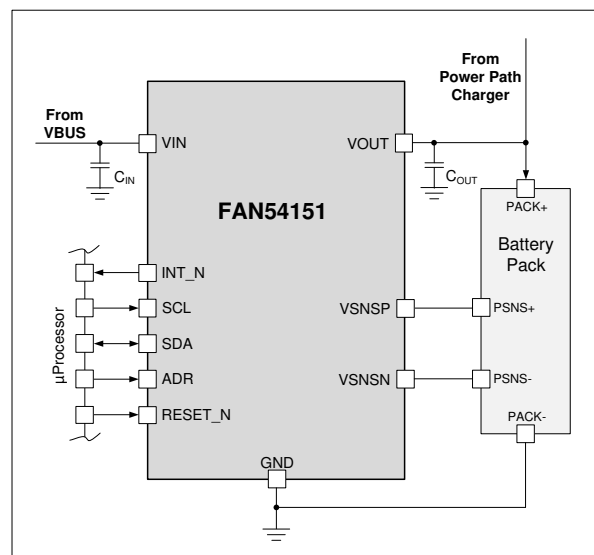 From
Power Path
Charger
From
VBUS
VIN
VOUT
CIN
COUT
PACK+
FAN54151
Battery
Pack
INT_N
SCL
VSNSP
PSNS+
µProcessor
SDA
ADR
VSNSN
PSNS-
RESET_N
PACK-
GND